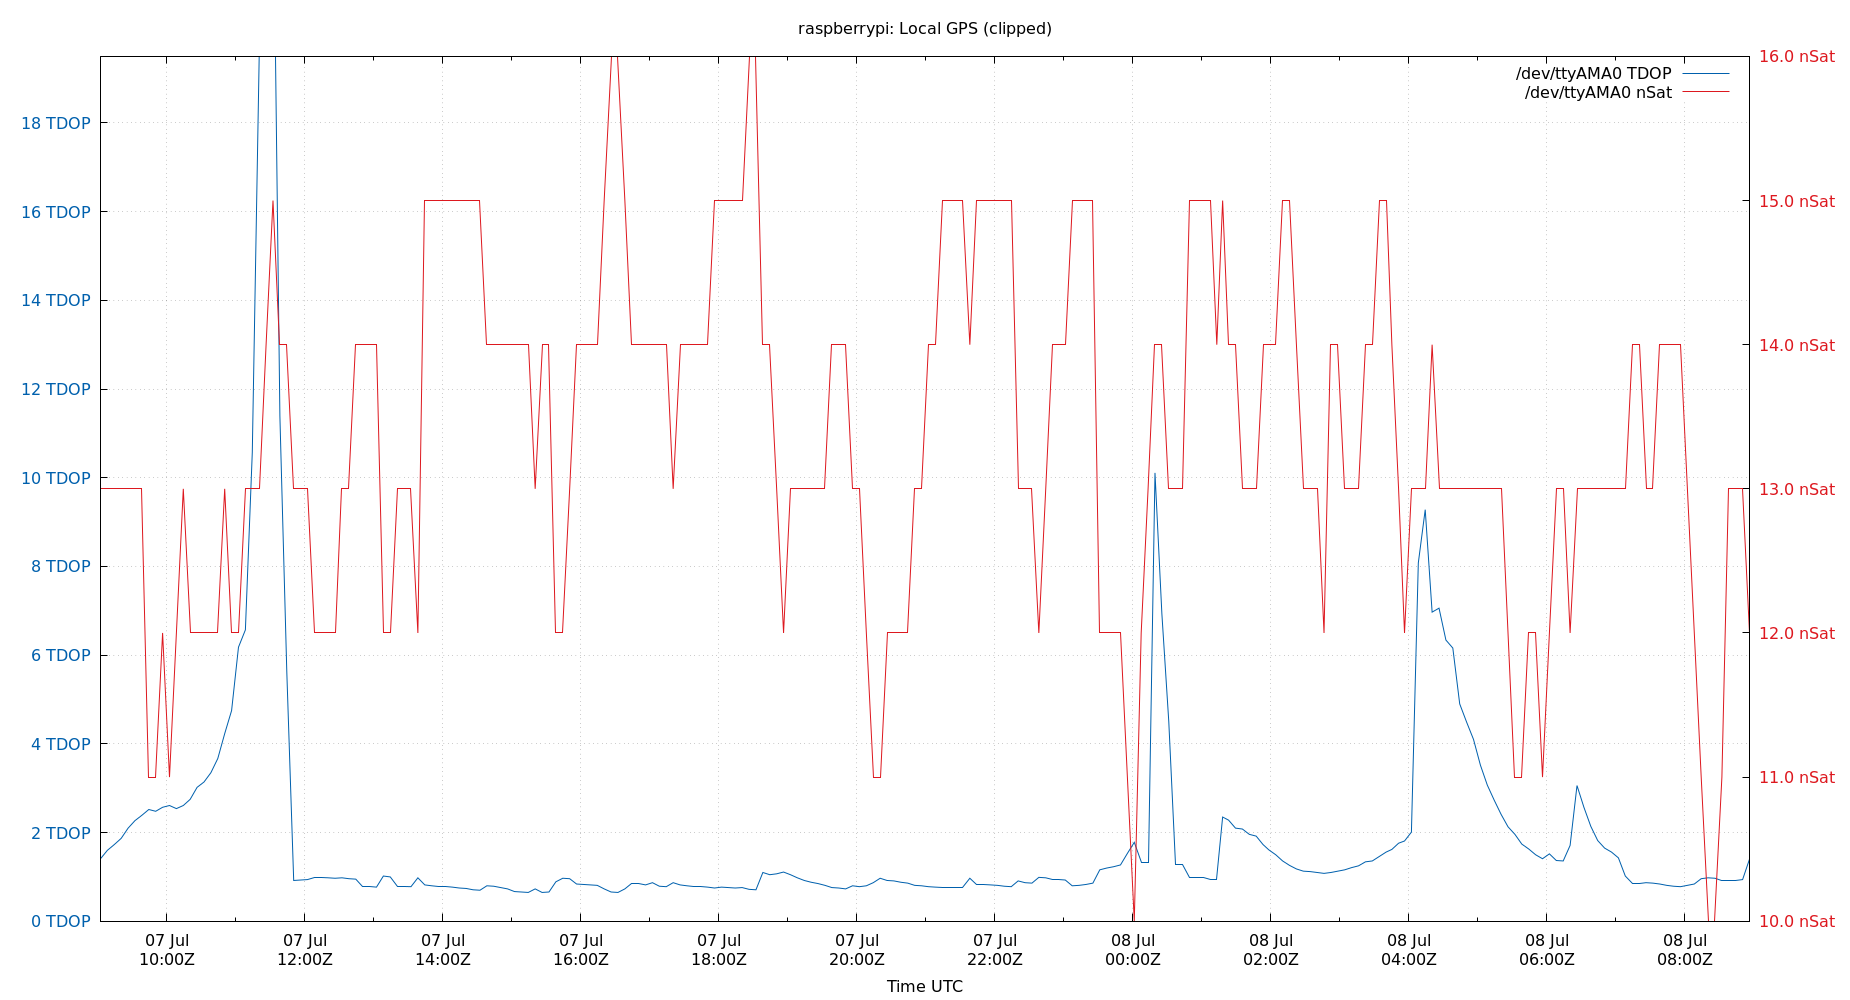 raspberrypi: Local GPS (clipped)
/dev/ttyAMA0 TDOP
/dev/ttyAMA0 nSat
18 TDOP
16 TDOP
14 TDOP
12 TDOP
10 TDOP
8 TDOP
6 TDOP
4 TDOP
2 TDOP
0 TDOP
16.0 nSat
15.0 nSat
14.0 nSat
13.0 nSat
12.0 nSat
11.0 nSat
10.0 nSat
07 Jul
10:00Z
07 Jul
12:00Z
07 Jul
14:00Z
07 Jul
16:00Z
07 Jul
18:00Z
07 Jul
20:00Z
07 Jul
22:00Z
08 Jul
00:00Z
08 Jul
02:00Z
08 Jul
04:00Z
08 Jul
06:00Z
08 Jul
08:00Z
Time UTC